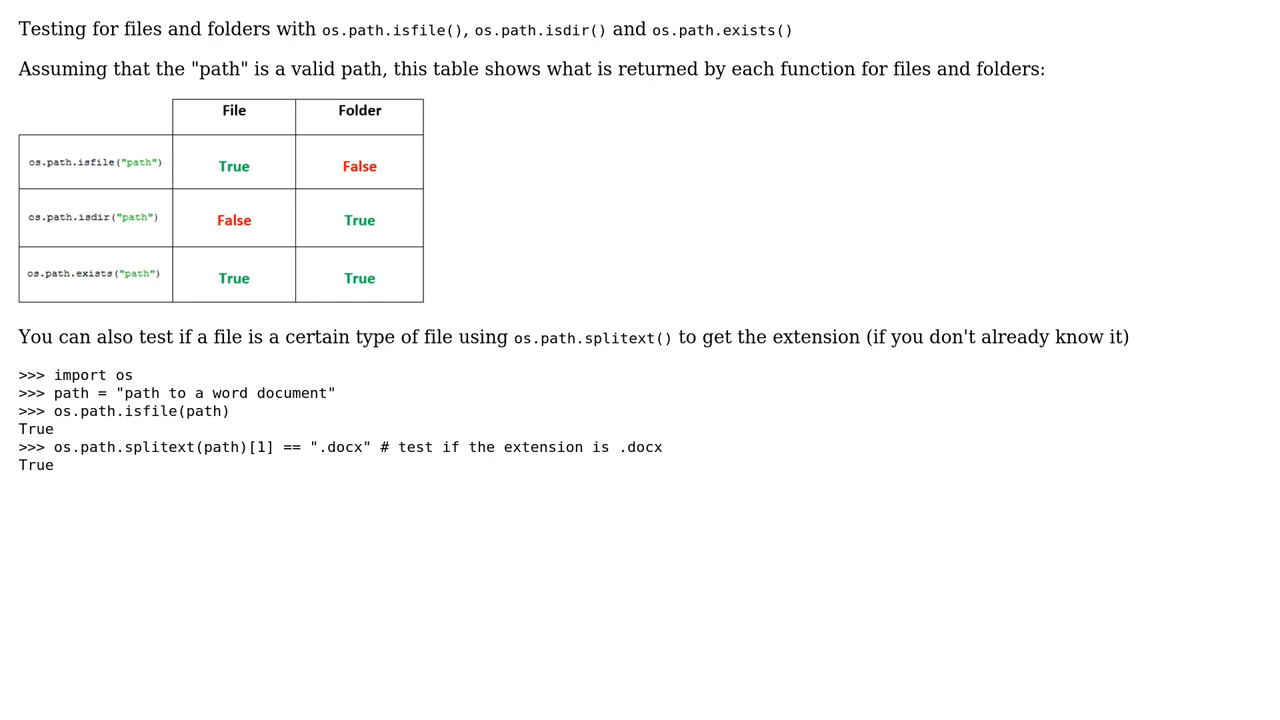 Testing for files and folders with os.path.isfile(), os.path.isdir() and os.path.exists()
Assuming that the "path" is a valid path, this table shows what is returned by each function for files and folders:
File Folder
os.path.isfile("path") True False
os.path.isdir("path") False True
os.path.exists("path") True True
You can also test if a file is a certain type of file using os.path.splitext() to get the extension (if you don't already know it)
>>> import os
>>> path = "path to a word document"
>>> os.path.isfile(path)
True
>>> os.path.splitext(path)[1] == ".docx" # test if the extension is .docx
True